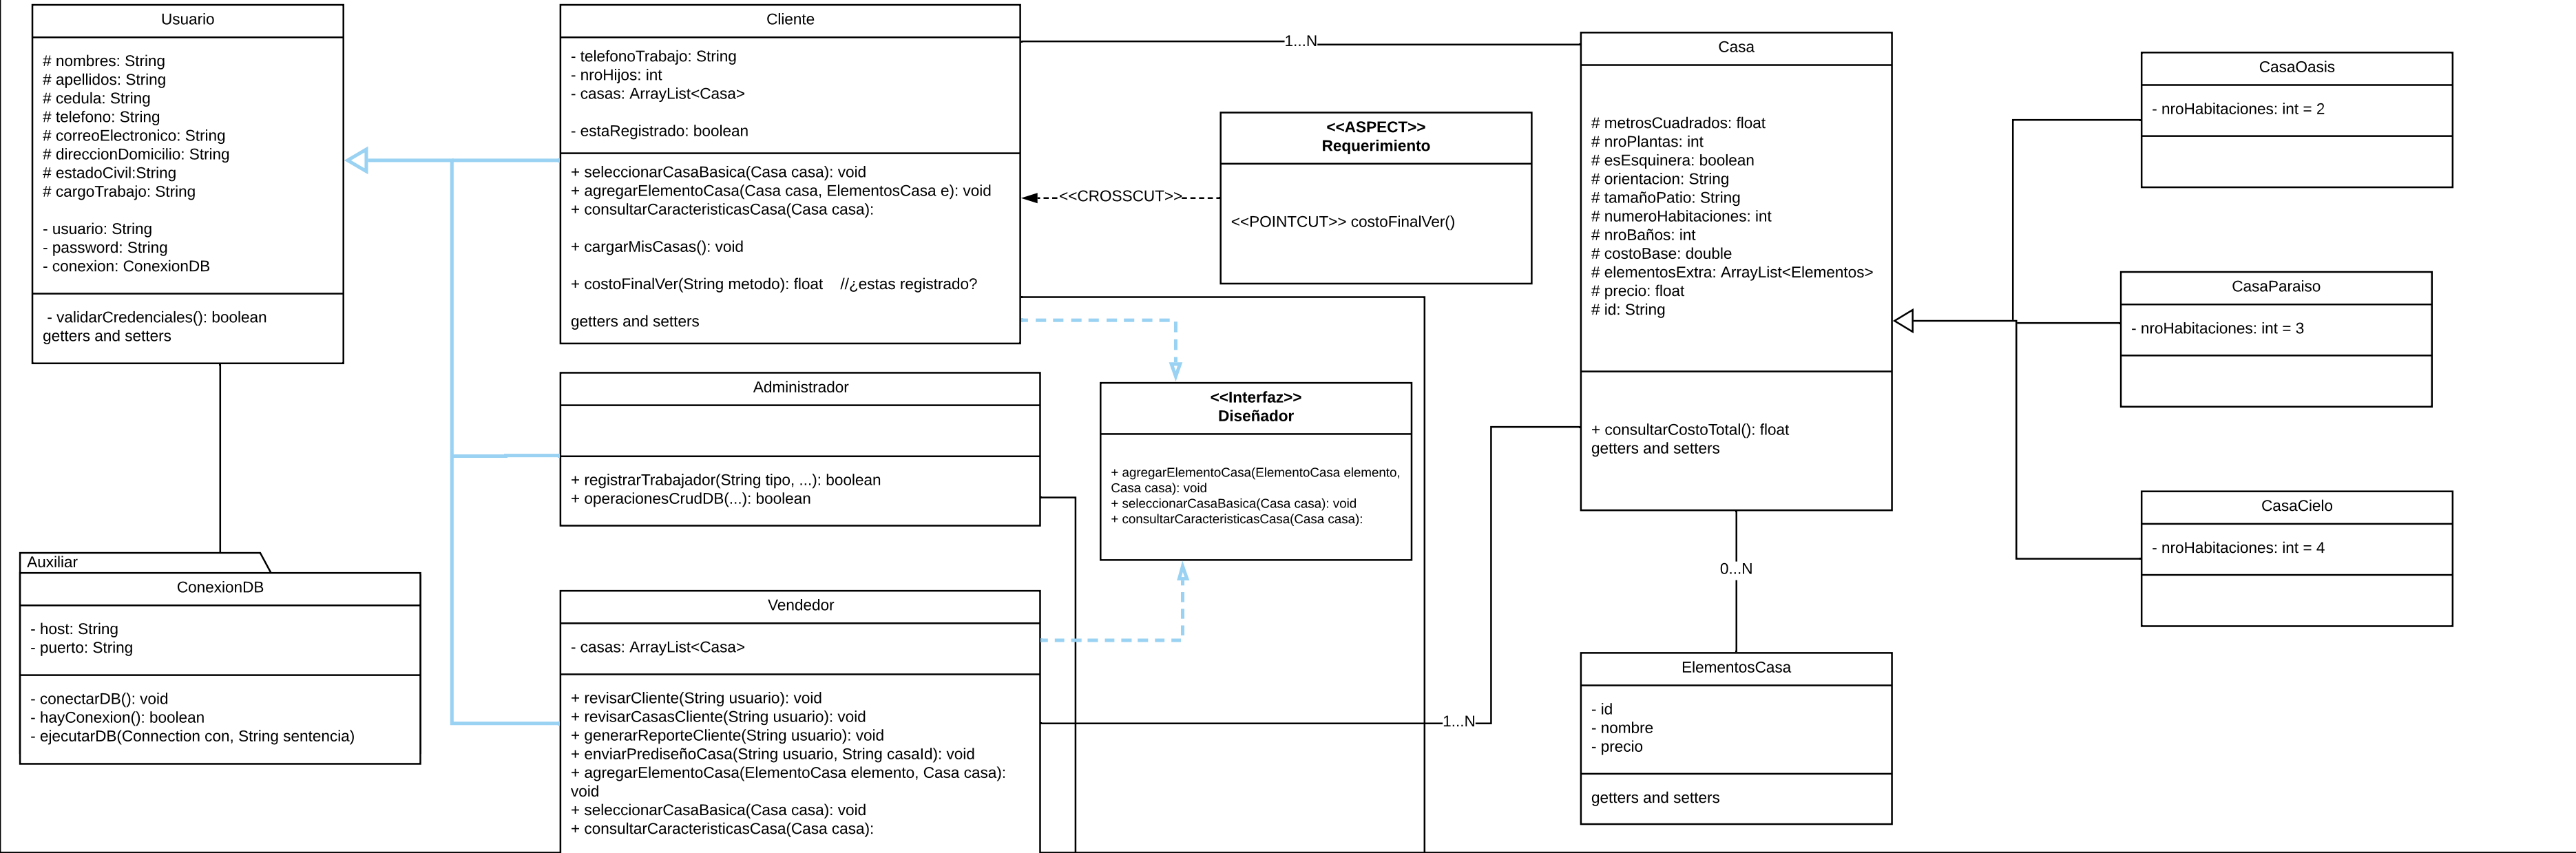 Usuario
# nombres: String
# apellidos: String
# cedula: String
# telefono: String
# correoElectronico: String
# direccionDomicilio: String
# estadoCivil:String
# cargoTrabajo: String
- usuario: String
- password: String
- conexion: ConexionDB
- validarCredenciales(): boolean
getters and setters
Auxiliar
ConexionDB
- host: String
- puerto: String
- conectarDB(): void
- hayConexion(): boolean
- ejecutarDB(Connection con, String sentencia)
Cliente
- telefonoTrabajo: String
- nroHijos: int
- casas: ArrayList<Casa>
- estaRegistrado: boolean
+ seleccionarCasaBasica(Casa casa): void
+ agregarElementoCasa(Casa casa, ElementosCasa e): void
+ consultarCaracteristicasCasa(Casa casa):
+ cargarMisCasas(): void
+ costoFinalVer(String metodo): float    //¿estas registrado?
getters and setters
Administrador
+ registrarTrabajador(String tipo, ...): boolean
+ operacionesCrudDB(...): boolean
Vendedor
- casas: ArrayList<Casa>
+ revisarCliente(String usuario): void
+ revisarCasasCliente(String usuario): void
+ generarReporteCliente(String usuario): void
+ enviarPrediseñoCasa(String usuario, String casaId): void
+ agregarElementoCasa(ElementoCasa elemento, Casa casa):
void
+ seleccionarCasaBasica(Casa casa): void
+ consultarCaracteristicasCasa(Casa casa):
1...N
<<ASPECT>>
Requerimiento
<<POINTCUT>> costoFinalVer()
<<CROSSCUT>>
<<Interfaz>>
Diseñador
+ agregarElementoCasa(ElementoCasa elemento,
Casa casa): void
+ seleccionarCasaBasica(Casa casa): void
+ consultarCaracteristicasCasa(Casa casa):
1...N
Casa
# metrosCuadrados: float
# nroPlantas: int
# esEsquinera: boolean
# orientacion: String
# tamañoPatio: String
# numeroHabitaciones: int
# nroBaños: int
# costoBase: double
# elementosExtra: ArrayList<Elementos>
# precio: float
# id: String
+ consultarCostoTotal(): float
getters and setters
0...N
ElementosCasa
- id
- nombre
- precio
getters and setters
CasaOasis
- nroHabitaciones: int = 2
CasaParaiso
- nroHabitaciones: int = 3
CasaCielo
- nroHabitaciones: int = 4